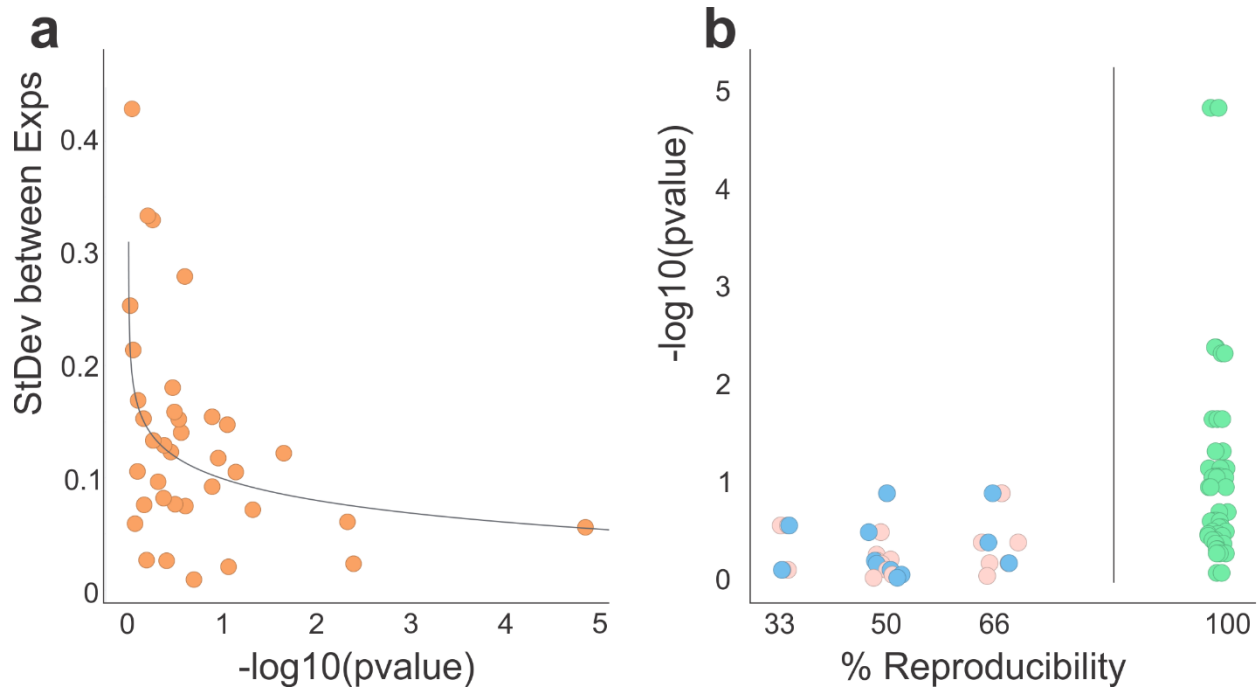 a
StDev between Exps
0.4
0.3
0.2
0.1
0
0 1 2 3 4 5
-log10(pvalue)
b
-log10(pvalue)
5
4
3
2
1
0
33 50 66 100
% Reproducibility